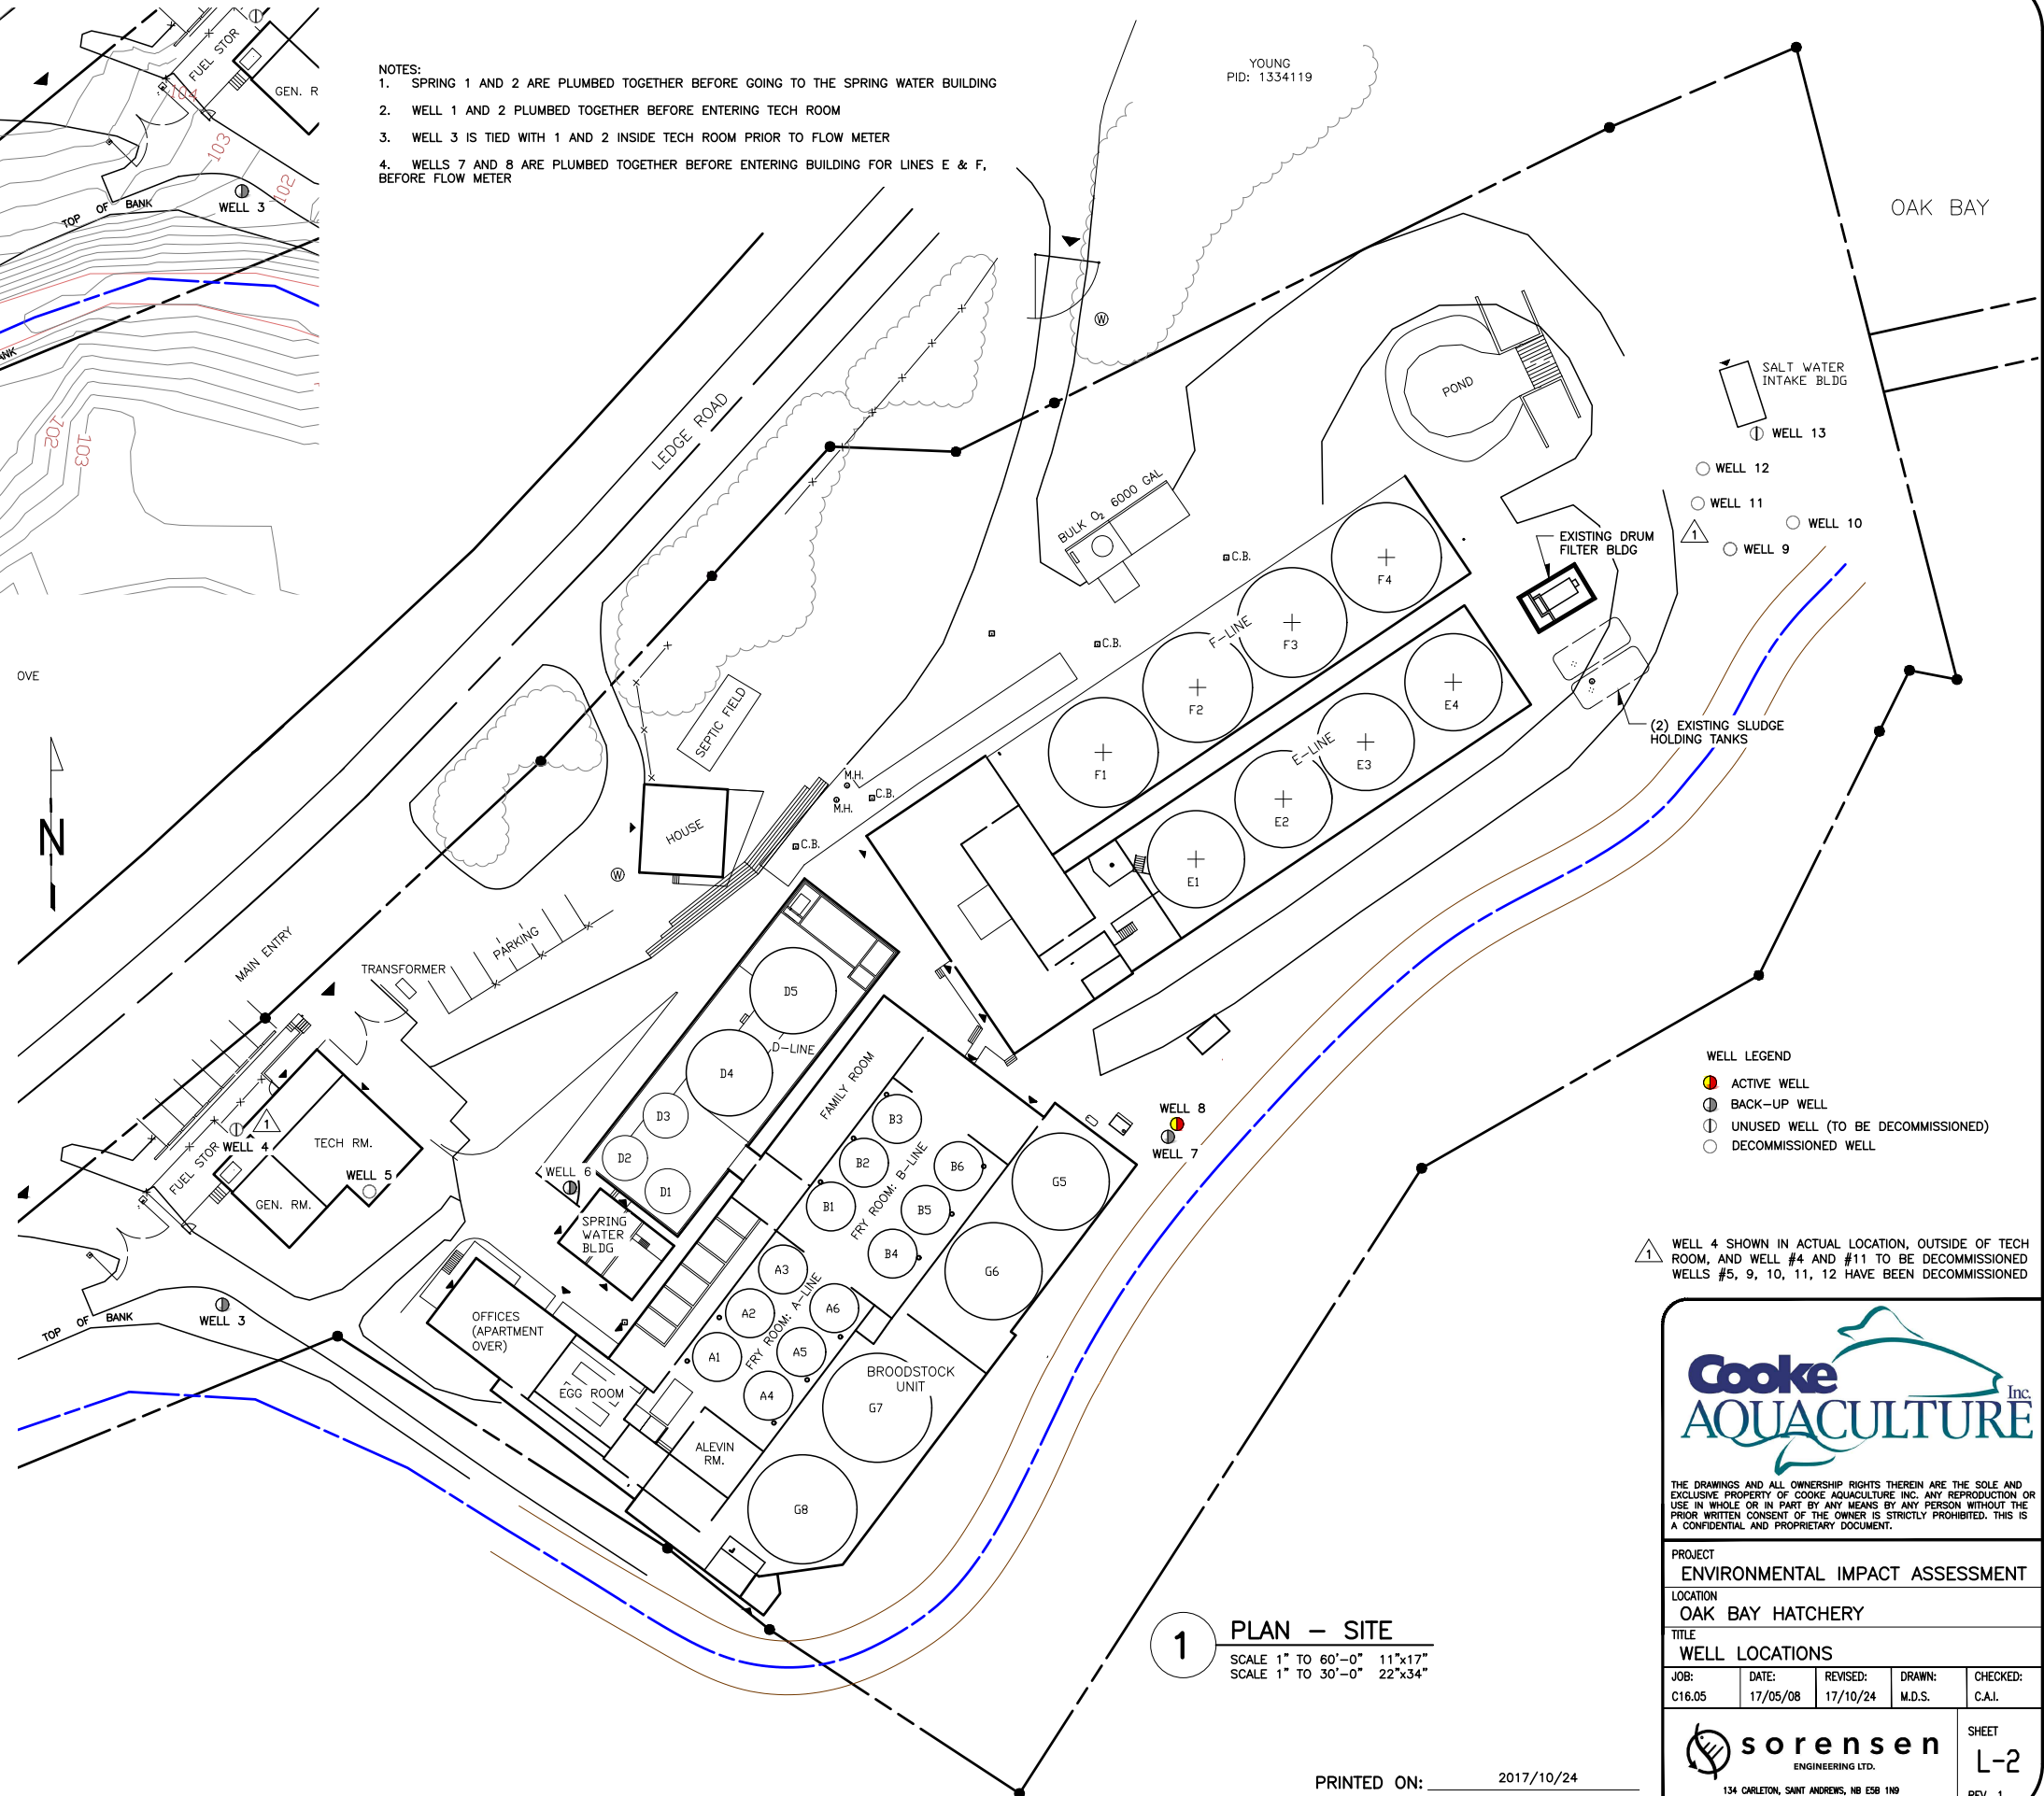 FUEL STOR
GEN. R
104
103
102
WELL 3
TOP OF BANK
102
103
OVE
NOTES:
1. SPRING 1 AND 2 ARE PLUMBED TOGETHER BEFORE GOING TO THE SPRING WATER BUILDING
2. WELL 1 AND 2 PLUMBED TOGETHER BEFORE ENTERING TECH ROOM
3. WELL 3 IS TIED WITH 1 AND 2 INSIDE TECH ROOM PRIOR TO FLOW METER
4. WELLS 7 AND 8 ARE PLUMBED TOGETHER BEFORE ENTERING BUILDING FOR LINES E & F,
BEFORE FLOW METER
YOUNG
PID: 1334119
OAK BAY
LEDGE ROAD
W
POND
SALT WATER
INTAKE BLDG
WELL 13
WELL 12
WELL 11
WELL 10
1
WELL 9
BULK O₂ 6000 GAL
C.B.
C.B.
EXISTING DRUM
FILTER BLDG
F4
F-LINE
F3
F2
F1
E4
E-LINE
E3
E2
E1
(2) EXISTING SLUDGE
HOLDING TANKS
SEPTIC FIELD
M.H.
M.H.
C.B.
C.B.
HOUSE
W
N
MAIN ENTRY
PARKING
TRANSFORMER
D5
D-LINE
D4
D3
D2
D1
FAMILY ROOM
1
WELL 4
FUEL STOR
TECH RM.
WELL 5
GEN. RM.
WELL 6
SPRING
WATER
BLDG
B3
B2
B1
FRY ROOM: B-LINE
B6
B5
B4
WELL 8
WELL 7
G5
G6
A3
A2
A1
FRY ROOM: A-LINE
A6
A5
A4
OFFICES
(APARTMENT
OVER)
EGG ROOM
ALEVIN
RM.
BROODSTOCK
UNIT
G7
G8
WELL 3
TOP OF BANK
WELL LEGEND
ACTIVE WELL
BACK-UP WELL
UNUSED WELL (TO BE DECOMMISSIONED)
DECOMMISSIONED WELL
1
WELL 4 SHOWN IN ACTUAL LOCATION, OUTSIDE OF TECH
ROOM, AND WELL #4 AND #11 TO BE DECOMMISSIONED
WELLS #5, 9, 10, 11, 12 HAVE BEEN DECOMMISSIONED
1
PLAN - SITE
SCALE 1" TO 60'-0" 11"x17"
SCALE 1" TO 30'-0" 22"x34"
PRINTED ON: 2017/10/24
Cooke
Inc.
AQUACULTURE
THE DRAWINGS AND ALL OWNERSHIP RIGHTS THEREIN ARE THE SOLE AND
EXCLUSIVE PROPERTY OF COOKE AQUACULTURE INC. ANY REPRODUCTION OR
USE IN WHOLE OR IN PART BY ANY MEANS BY ANY PERSON WITHOUT THE
PRIOR WRITTEN CONSENT OF THE OWNER IS STRICTLY PROHIBITED. THIS IS
A CONFIDENTIAL AND PROPRIETARY DOCUMENT.
PROJECT
ENVIRONMENTAL IMPACT ASSESSMENT
LOCATION
OAK BAY HATCHERY
TITLE
WELL LOCATIONS
JOB: DATE: REVISED: DRAWN: CHECKED:
C16.05 17/05/08 17/10/24 M.D.S. C.A.I.
sorensen
ENGINEERING LTD.
134 CARLETON, SAINT ANDREWS, NB E5B 1N9
SHEET
L-2
REV. 1